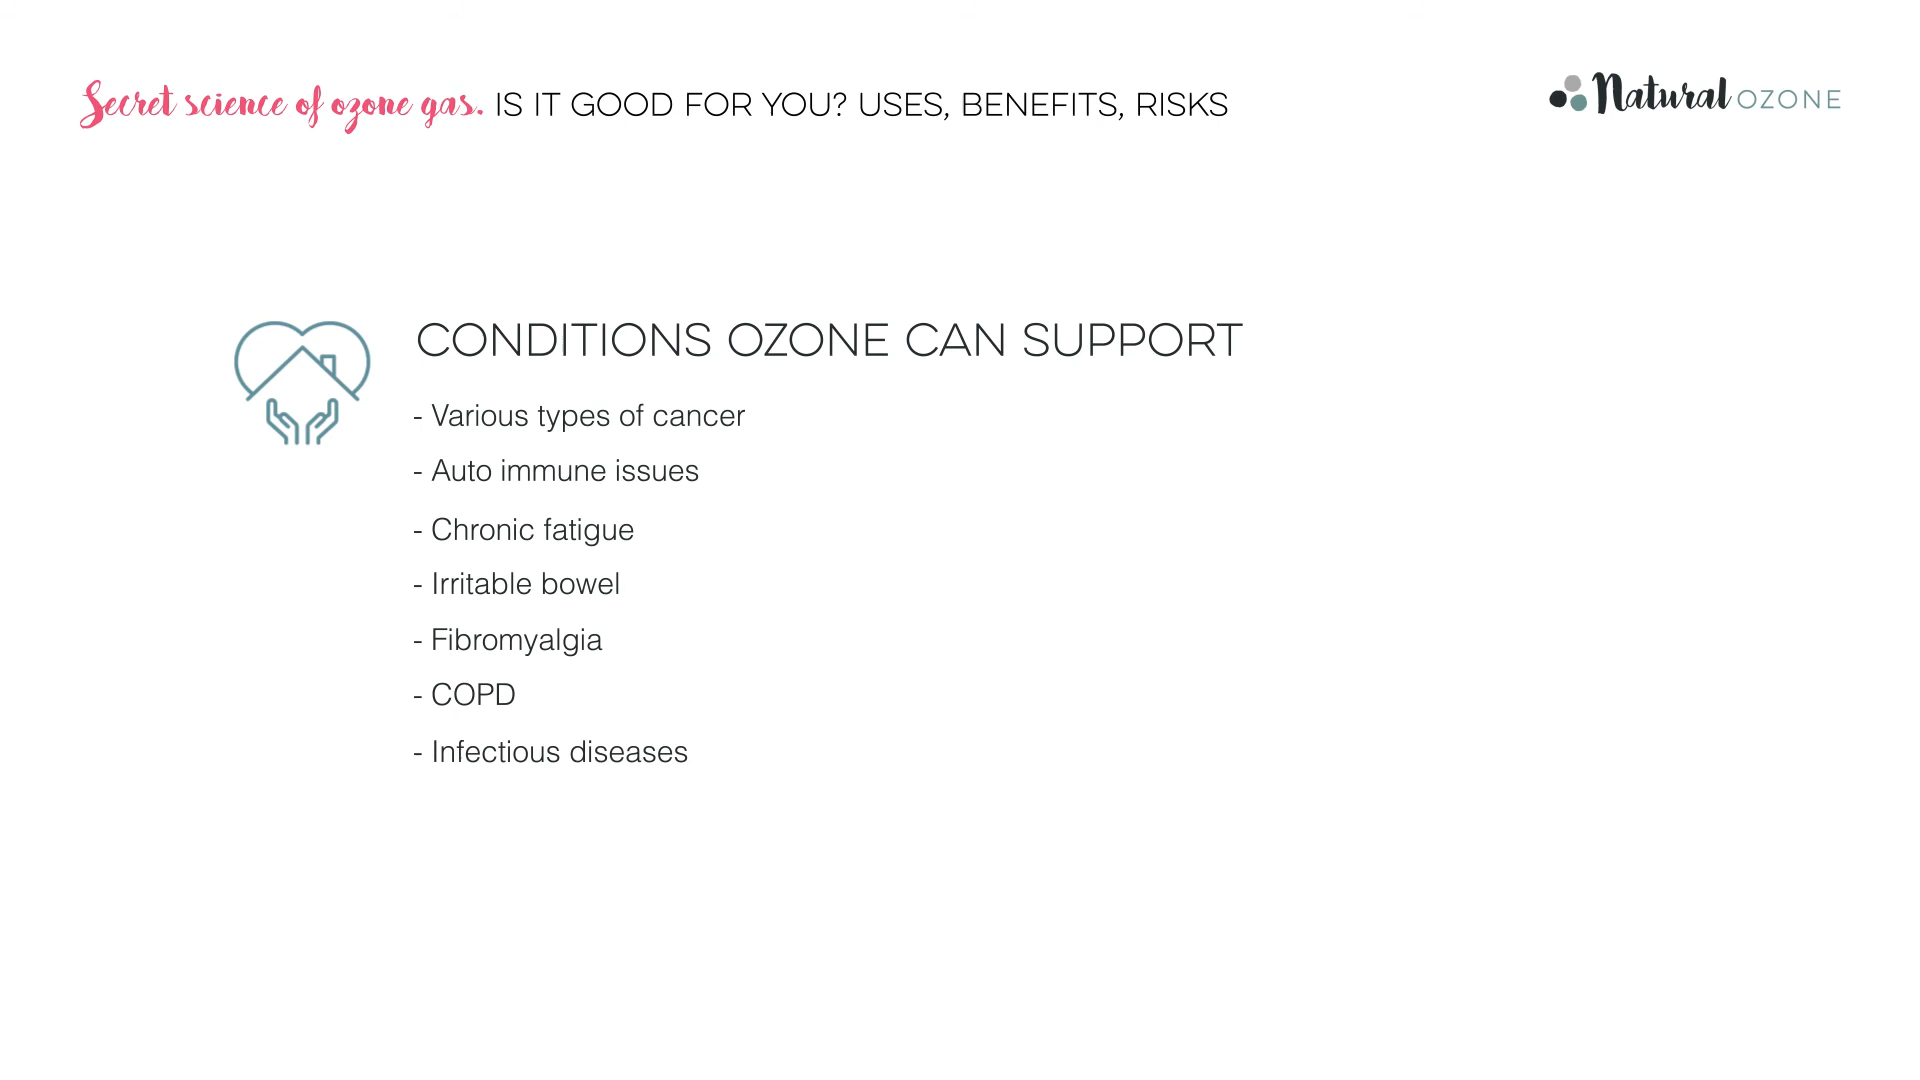 Secret science of ozone gas. IS IT GOOD FOR YOU? USES, BENEFITS, RISKS
Natural OZONE
CONDITIONS OZONE CAN SUPPORT
- Various types of cancer
- Auto immune issues
- Chronic fatigue
- Irritable bowel
- Fibromyalgia
- COPD
- Infectious diseases